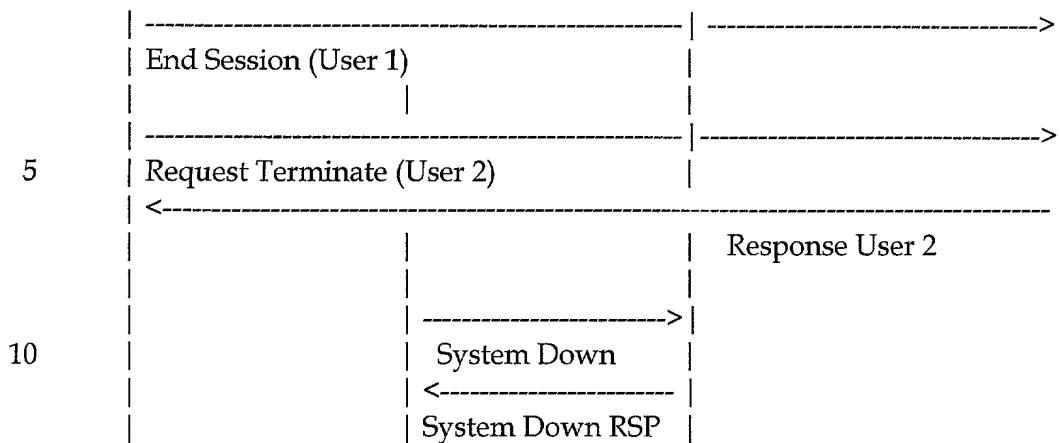 | ------------------------------------------------------ | --------------------------------->
| End Session (User 1) |
|
| ------------------------------------------------------ | --------------------------------->
5 | Request Terminate (User 2) |
| <-----------------------------------------------------------------------------------------
| | | Response User 2
| | |
| | ------------------------> |
10 | | System Down |
| | <------------------------ |
| | System Down RSP |